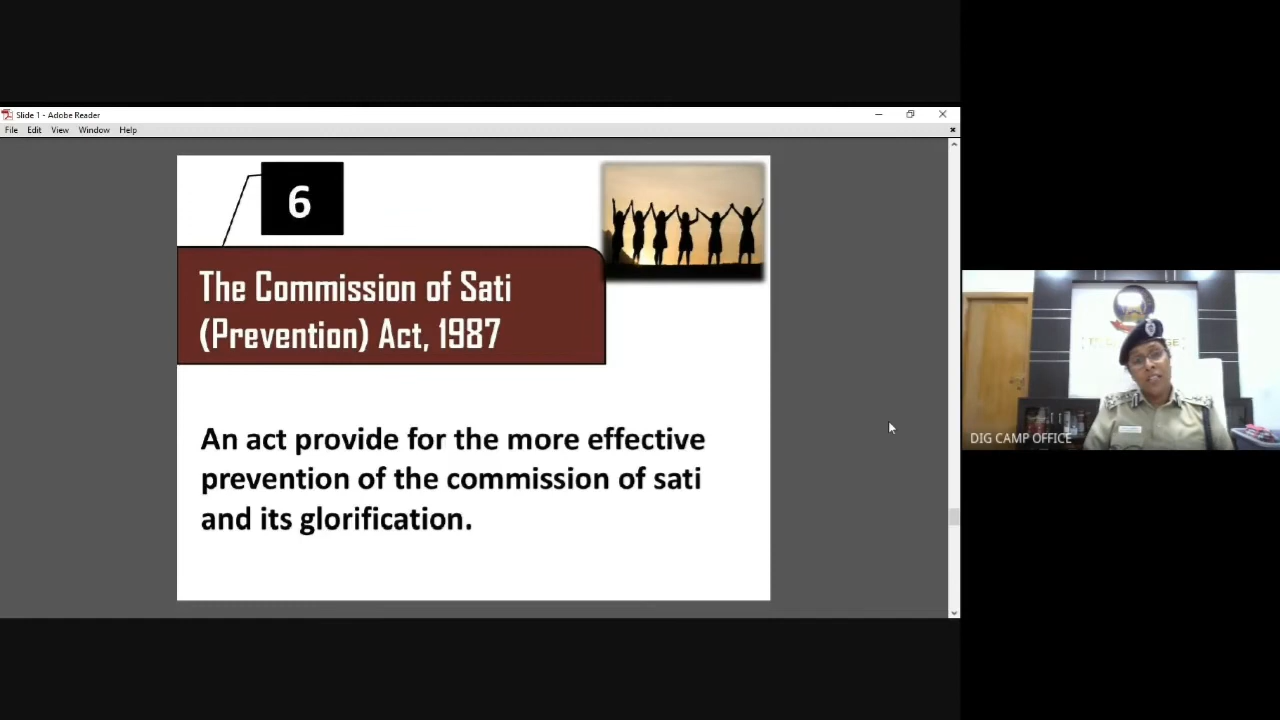 Slide 1 - Adobe Reader
File Edit View Window Help
6
The Commission of Sati
(Prevention) Act, 1987
An act provide for the more effective
prevention of the commission of sati
and its glorification.
DIG CAMP OFFICE